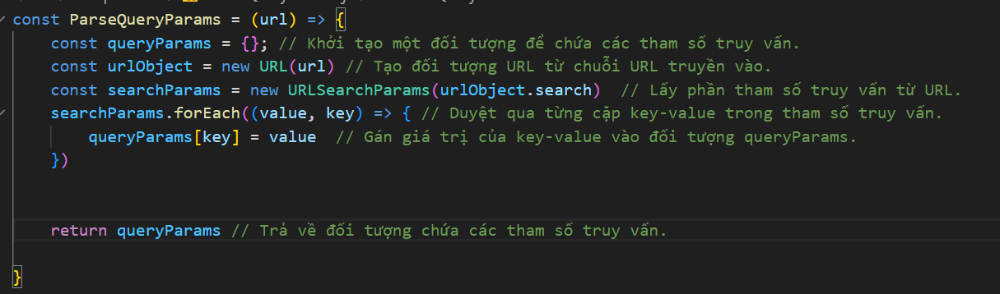 const ParseQueryParams = (url) => {
    const queryParams = {}; // Khởi tạo một đối tượng để chứa các tham số truy vấn.
    const urlObject = new URL(url) // Tạo đối tượng URL từ chuỗi URL truyền vào.
    const searchParams = new URLSearchParams(urlObject.search)  // Lấy phần tham số truy vấn từ URL.
    searchParams.forEach((value, key) => { // Duyệt qua từng cặp key-value trong tham số truy vấn.
        queryParams[key] = value  // Gán giá trị của key-value vào đối tượng queryParams.
    })
    return queryParams // Trả về đối tượng chứa các tham số truy vấn.
}